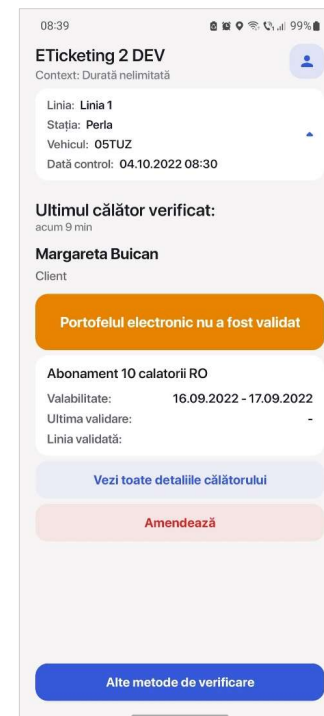 08:39 99%
ETicketing 2 DEV
Context: Durată nelimitată
Linia: Linia 1
Stația: Perla
Vehicul: 05TUZ
Dată control: 04.10.2022 08:30
Ultimul călător verificat:
acum 9 min
Margareta Buican
Client
Portofelul electronic nu a fost validat
Abonament 10 calatorii RO
Valabilitate: 16.09.2022 - 17.09.2022
Ultima validare: -
Linia validată:
Vezi toate detaliile călătorului
Amendează
Alte metode de verificare